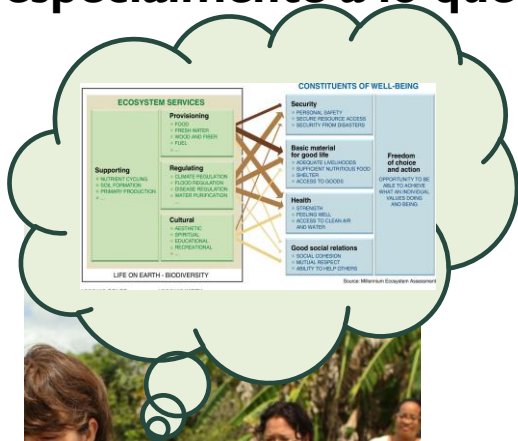 especialmente a lo que
CONSTITUENTS OF WELL-BEING
ECOSYSTEM SERVICES
Supporting
NUTRIENT CYCLING
SOIL FORMATION
PRIMARY PRODUCTION
...
Provisioning
FOOD
FRESH WATER
WOOD AND FIBER
FUEL
...
Regulating
CLIMATE REGULATION
FLOOD REGULATION
DISEASE REGULATION
WATER PURIFICATION
...
Cultural
AESTHETIC
SPIRITUAL
EDUCATIONAL
RECREATIONAL
...
LIFE ON EARTH - BIODIVERSITY
Security
PERSONAL SAFETY
SECURE RESOURCE ACCESS
SECURITY FROM DISASTERS
Basic material
for good life
ADEQUATE LIVELIHOODS
SUFFICIENT NUTRITIOUS FOOD
SHELTER
ACCESS TO GOODS
Health
STRENGTH
FEELING WELL
ACCESS TO CLEAN AIR
AND WATER
Good social relations
SOCIAL COHESION
MUTUAL RESPECT
ABILITY TO HELP OTHERS
Freedom
of choice
and action
OPPORTUNITY TO BE
ABLE TO ACHIEVE
WHAT AN INDIVIDUAL
VALUES DOING
AND BEING
Source: Millennium Ecosystem Assessment